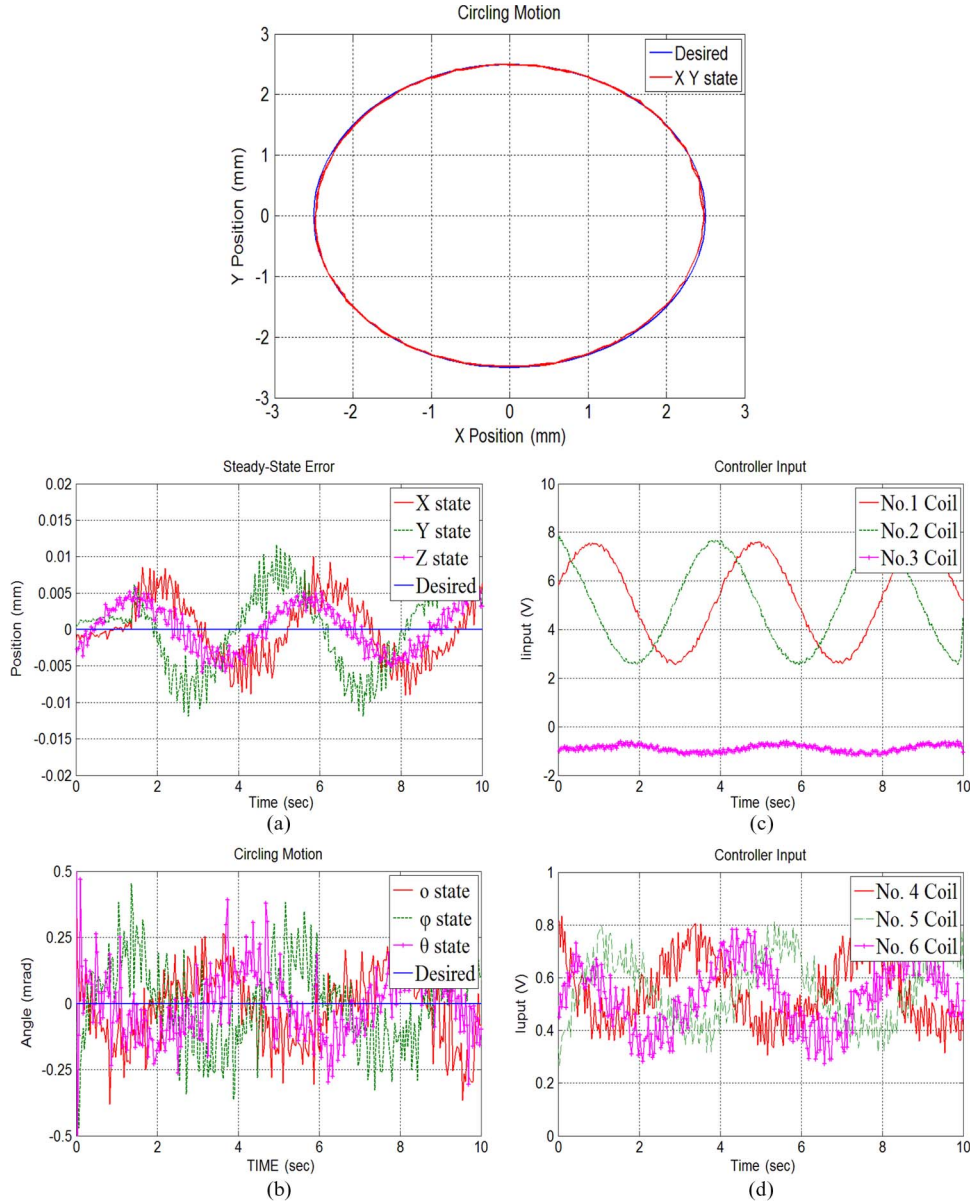 Circling Motion
3
2
1
0
-1
-2
-3
Y Position (mm)
Desired
X Y state
-3
-2
-1
0
1
2
3
X Position (mm)
Steady-State Error
0.02
0.015
0.01
0.005
0
-0.005
-0.01
-0.015
-0.02
Position (mm)
X state
Y state
Z state
Desired
0
2
4
6
8
10
Time (sec)
(a)
Controller Input
10
8
6
4
2
0
-2
Iinput (V)
No.1 Coil
No.2 Coil
No.3 Coil
0
2
4
6
8
10
Time (sec)
(c)
Circling Motion
0.5
0.25
0
-0.25
-0.5
Angle (mrad)
o state
φ state
θ state
Desired
0
2
4
6
8
10
TIME (sec)
(b)
Controller Input
1
0.8
0.6
0.4
0.2
0
Iuput (V)
No. 4 Coil
No. 5 Coil
No. 6 Coil
0
2
4
6
8
10
Time (sec)
(d)